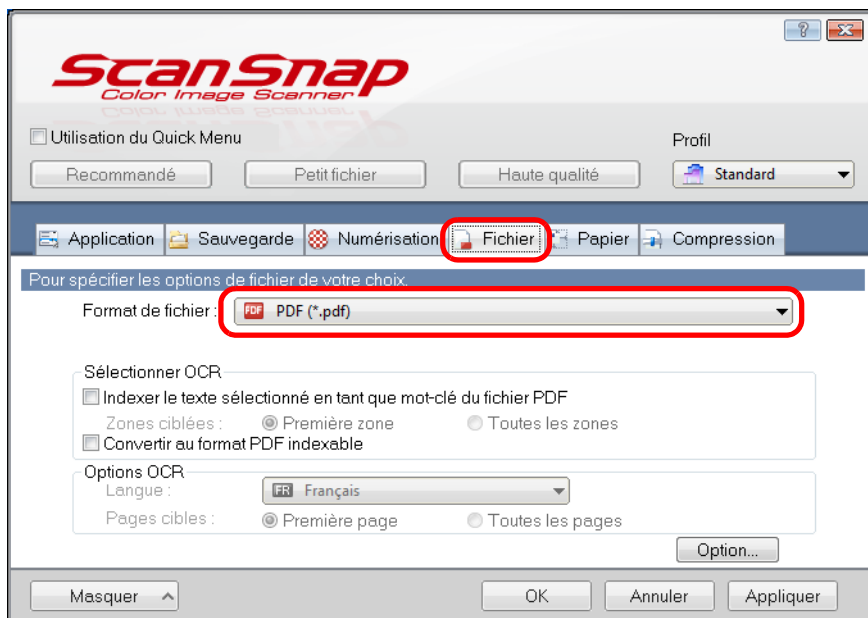 ScanSnap
Color Image Scanner
Utilisation du Quick Menu
Profil
Recommandé Petit fichier Haute qualité Standard
Application Sauvegarde Numérisation Fichier Papier Compression
Pour spécifier les options de fichier de votre choix.
Format de fichier : PDF PDF (*.pdf)
Sélectionner OCR
Indexer le texte sélectionné en tant que mot-clé du fichier PDF
Zones ciblées : Première zone Toutes les zones
Convertir au format PDF indexable
Options OCR
Langue : FR Français
Pages cibles : Première page Toutes les pages
Option...
Masquer OK Annuler Appliquer